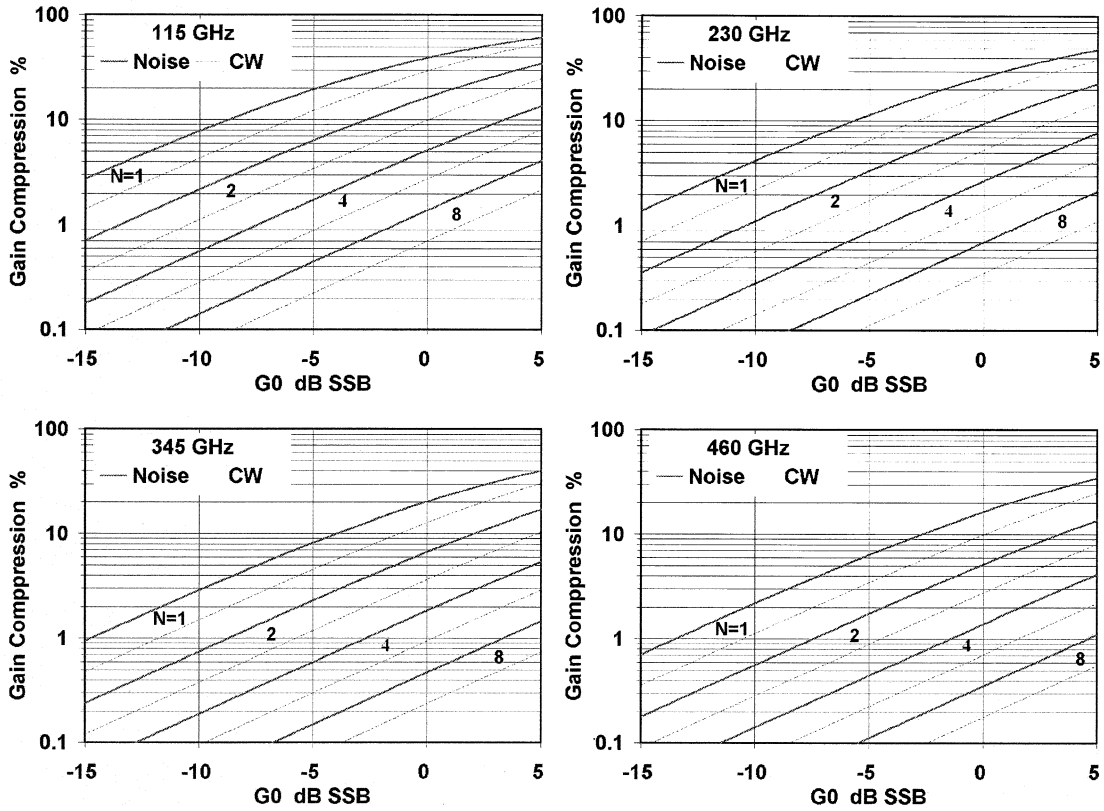 115 GHz
Noise CW
Gain Comppression %
100
10
1
0.1
N=1
2
4
8
-15 -10 -5 0 5
G0 dB SSB
230 GHz
Noise CW
Gain Comppression %
100
10
1
0.1
N=1
2
4
8
-15 -10 -5 0 5
G0 dB SSB
345 GHz
Noise CW
Gain Comppression %
100
10
1
0.1
N=1
2
4
8
-15 -10 -5 0 5
G0 dB SSB
460 GHz
Noise CW
Gain Comppression %
100
10
1
0.1
N=1
2
4
8
-15 -10 -5 0 5
G0 dB SSB